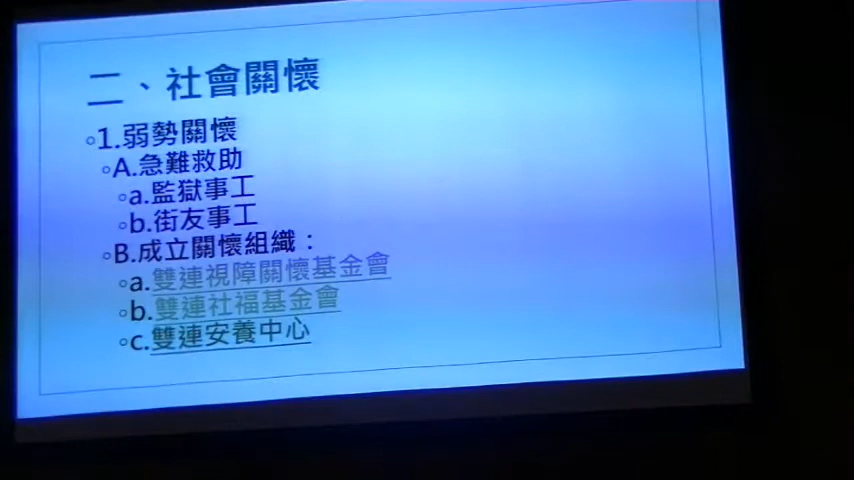 二、社會關懷
1.弱勢關懷
A.急難救助
a.監獄事工
b.街友事工
B.成立關懷組織：
a.雙連視障關懷基金會
b.雙連社福基金會
c.雙連安養中心